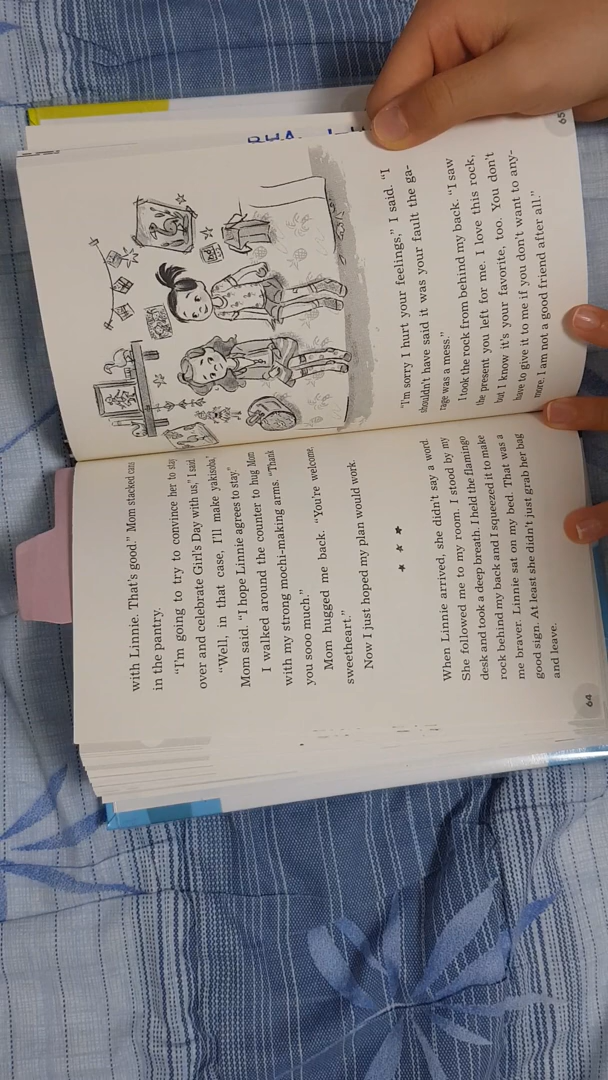 with Linnie. That's good." Mom stacked cans
in the pantry.
"I'm going to try to convince her to stay
over and celebrate Girl's Day with us," I said.
"Well, in that case, I'll make yakisoba,"
Mom said. "I hope Linnie agrees to stay."
I walked around the counter to hug Mom
with my strong mochi-making arms. "Thank
you sooo much."
Mom hugged me back. "You're welcome,
sweetheart."
Now I just hoped my plan would work.
★ ★ ★
When Linnie arrived, she didn't say a word.
She followed me to my room. I stood by my
desk and took a deep breath. I held the flamingo
rock behind my back and I squeezed it to make
me braver. Linnie sat on my bed. That was a
good sign. At least she didn't just grab her bag
and leave.
64
"I'm sorry I hurt your feelings," I said. "I
shouldn't have said it was your fault the ga-
rage was a mess."
I took the rock from behind my back. "I saw
the present you left for me. I love this rock,
but I know it's your favorite, too. You don't
have to give it to me if you don't want to any-
more. I am not a good friend after all."
65